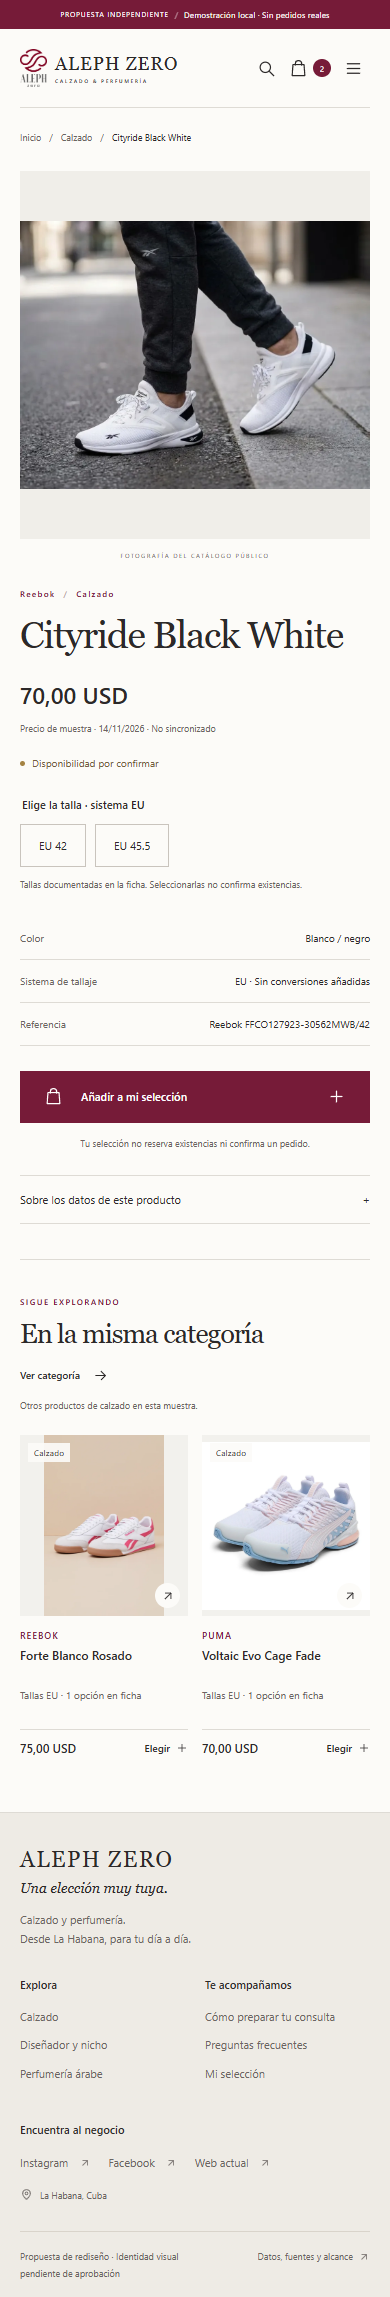 PROPUESTA INDEPENDIENTE / Demostración local · Sin pedidos reales
ALEPH ZERO
CALZADO & PERFUMERÍA
ALEPH
2
Inicio / Calzado / Cityride Black White
FOTOGRAFÍA DEL CATÁLOGO PÚBLICO
Reebok / Calzado
Cityride Black White
70,00 USD
Precio de muestra · 14/11/2026 · No sincronizado
Disponibilidad por confirmar
Elige la talla · sistema EU
EU 42 EU 45.5
Tallas documentadas en la ficha. Seleccionarlas no confirma existencias.
Color Blanco / negro
Sistema de tallaje EU · Sin conversiones añadidas
Referencia Reebok FFCO127923-30562MWB/42
Añadir a mi selección +
Tu selección no reserva existencias ni confirma un pedido.
Sobre los datos de este producto +
SIGUE EXPLORANDO
En la misma categoría
Ver categoría →
Otros productos de calzado en esta muestra.
Calzado Calzado
REEBOK PUMA
Forte Blanco Rosado Voltaic Evo Cage Fade
Tallas EU · 1 opción en ficha Tallas EU · 1 opción en ficha
75,00 USD Elegir + 70,00 USD Elegir +
ALEPH ZERO
Una elección muy tuya.
Calzado y perfumería.
Desde La Habana, para tu día a día.
Explora Te acompañamos
Calzado Cómo preparar tu consulta
Diseñador y nicho Preguntas frecuentes
Perfumería árabe Mi selección
Encuentra al negocio
Instagram ↗ Facebook ↗ Web actual ↗
La Habana, Cuba
Propuesta de rediseño · Identidad visual Datos, fuentes y alcance ↗
pendiente de aprobación